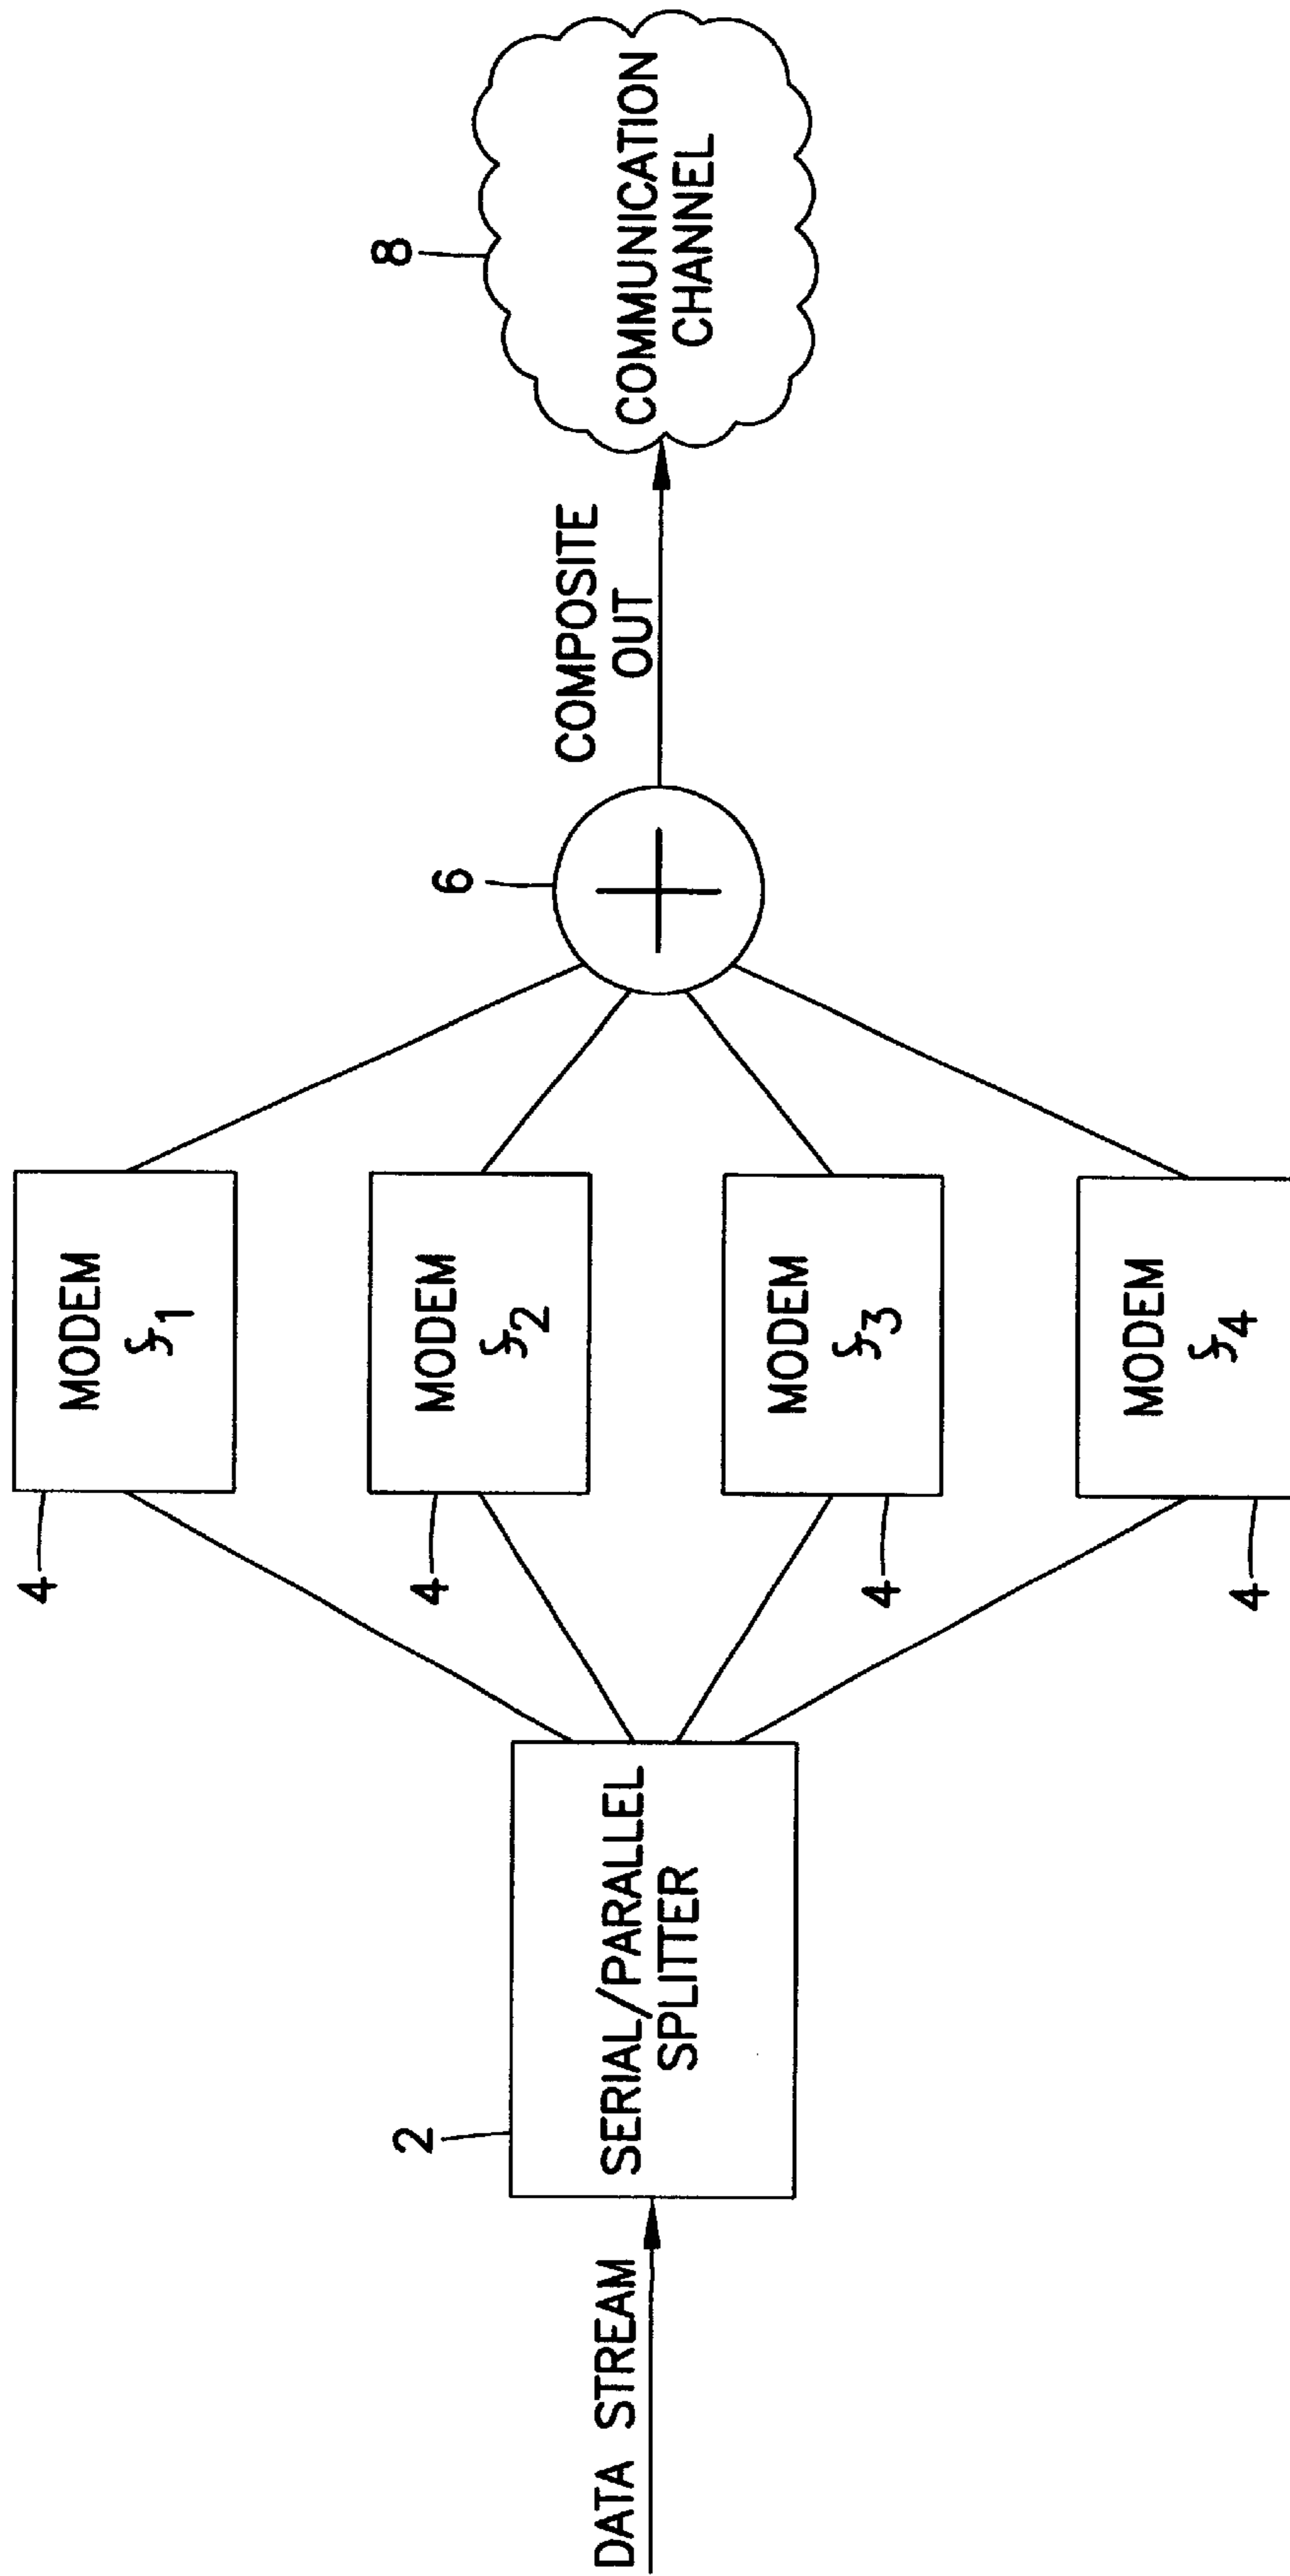 DATA STREAM
2
SERIAL/PARALLEL
SPLITTER
4
MODEM
f1
4
MODEM
f2
4
MODEM
f3
4
MODEM
f4
6
+
COMPOSITE
OUT
8
COMMUNICATION
CHANNEL